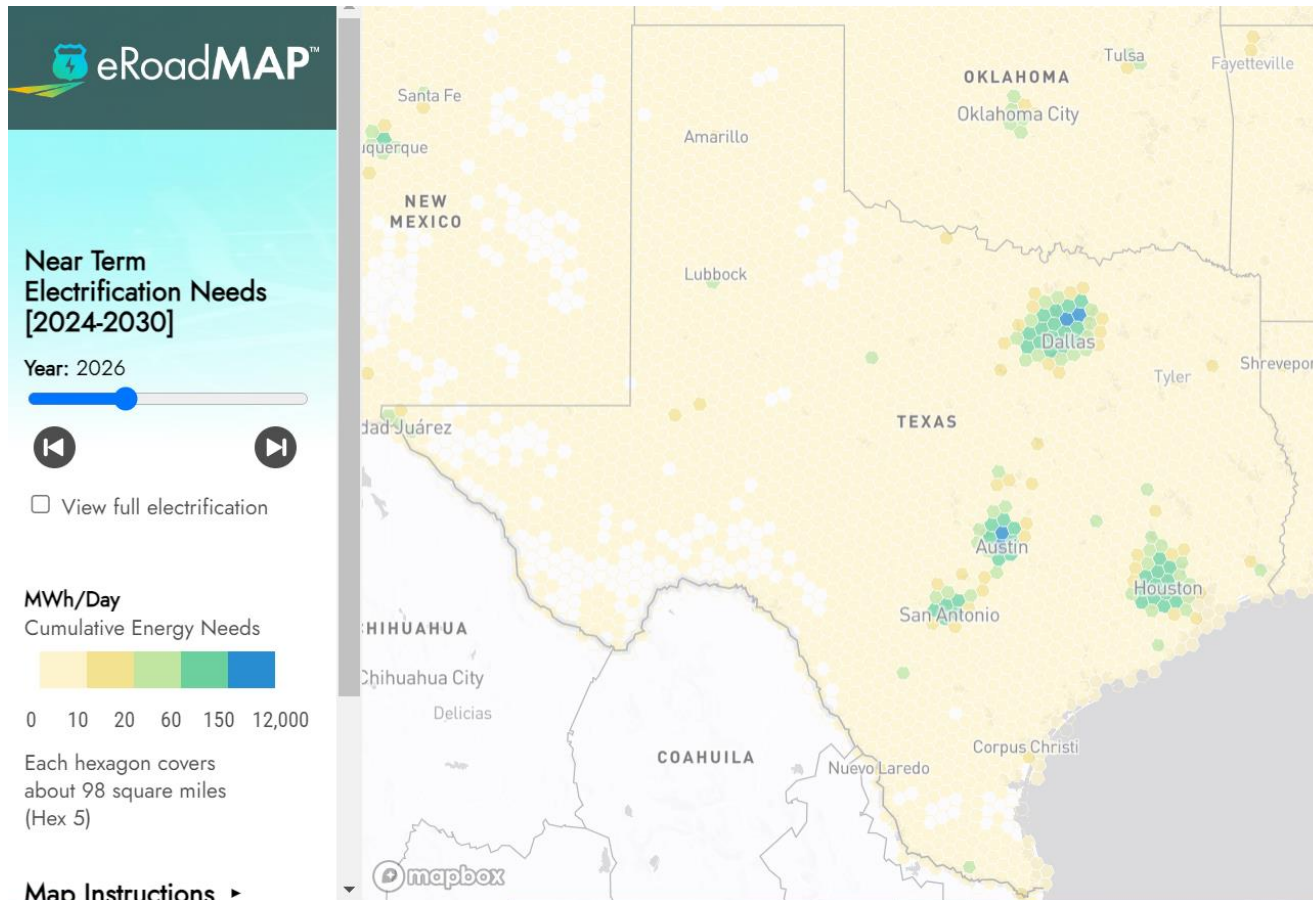 eRoadMAP™
Near Term
Electrification Needs
[2024-2030]
Year: 2026
View full electrification
MWh/Day
Cumulative Energy Needs
0 10 20 60 150 12,000
Each hexagon covers
about 98 square miles
(Hex 5)
Map Instructions ▸
Tulsa
Fayetteville
OKLAHOMA
Oklahoma City
Santa Fe
Amarillo
uquerque
NEW
MEXICO
Lubbock
Dallas
Tyler
Shrevepor
dad Juárez
TEXAS
Austin
Houston
San Antonio
HIHUAHUA
Chihuahua City
Delicias
COAHUILA
Nuevo Laredo
Corpus Christi
mapbox